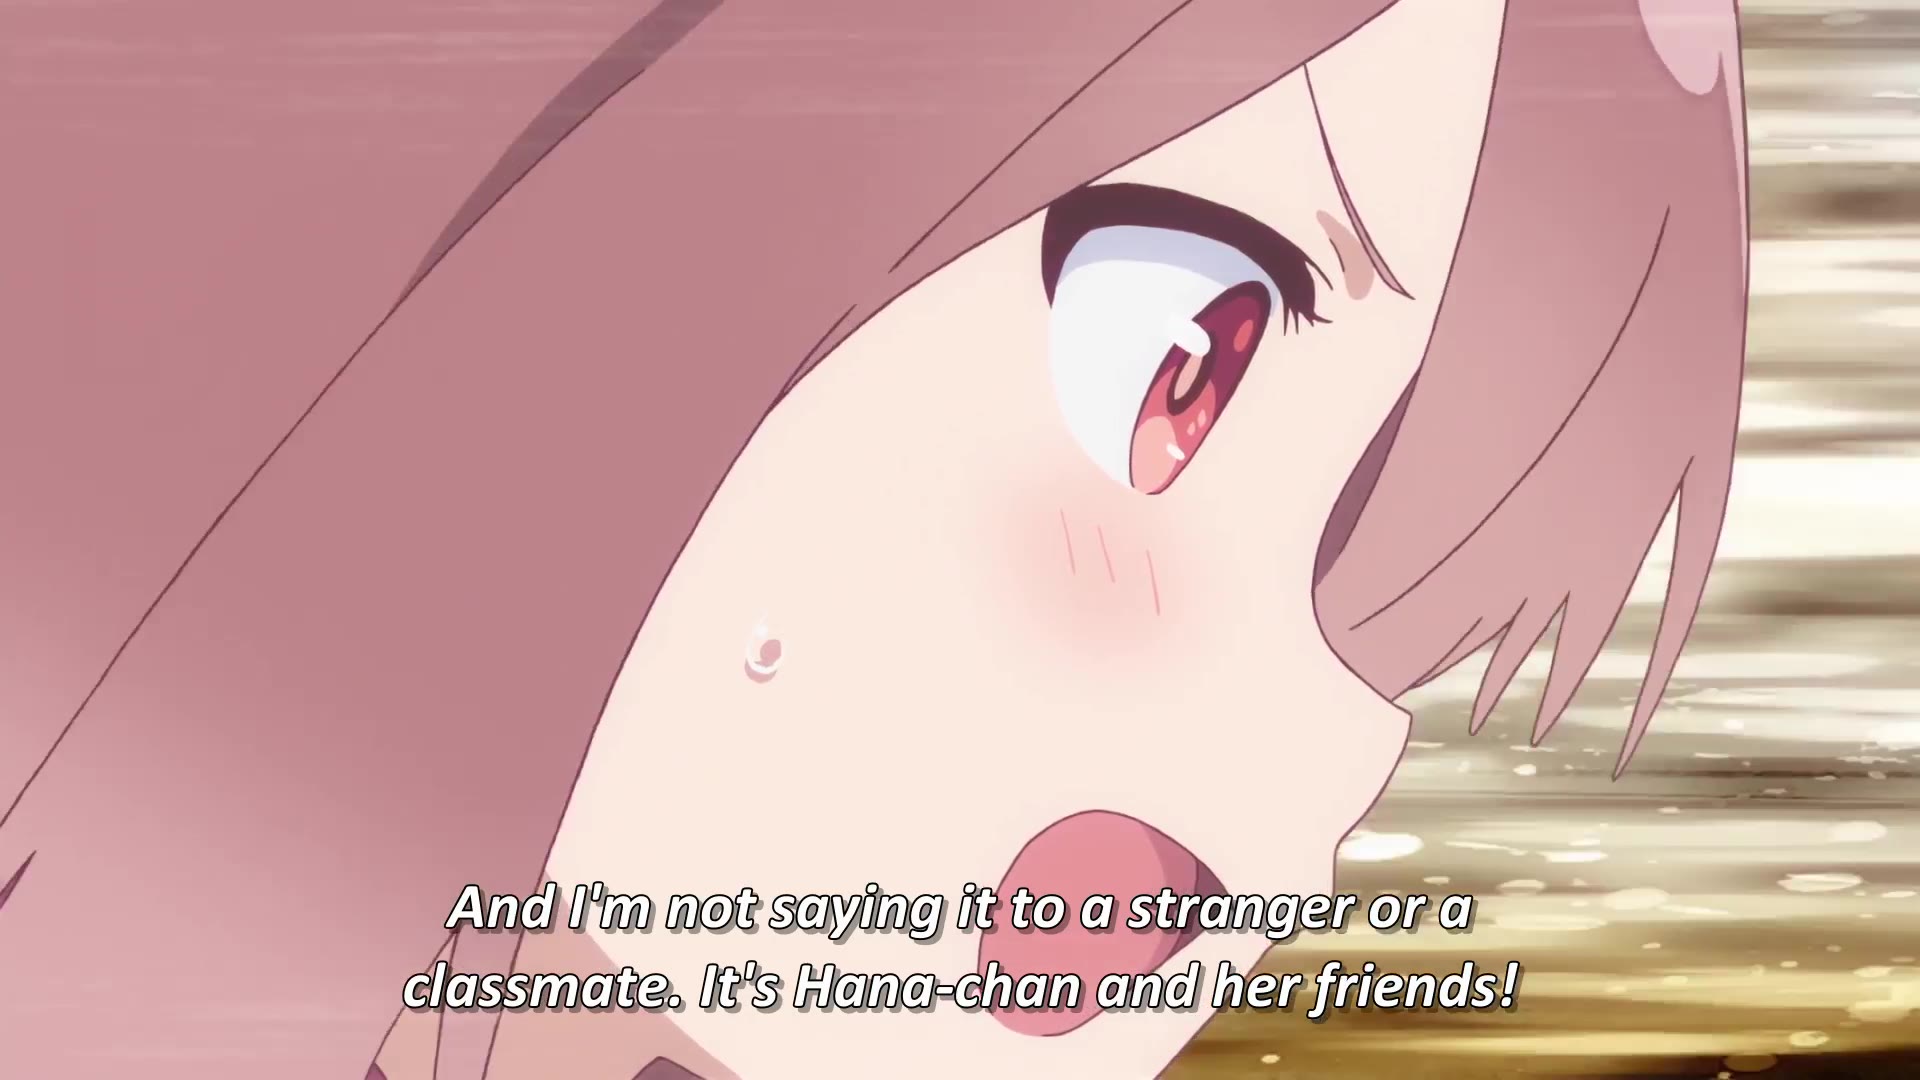 And I'm not saying it to a stranger or a
classmate. It's Hana-chan and her friends!